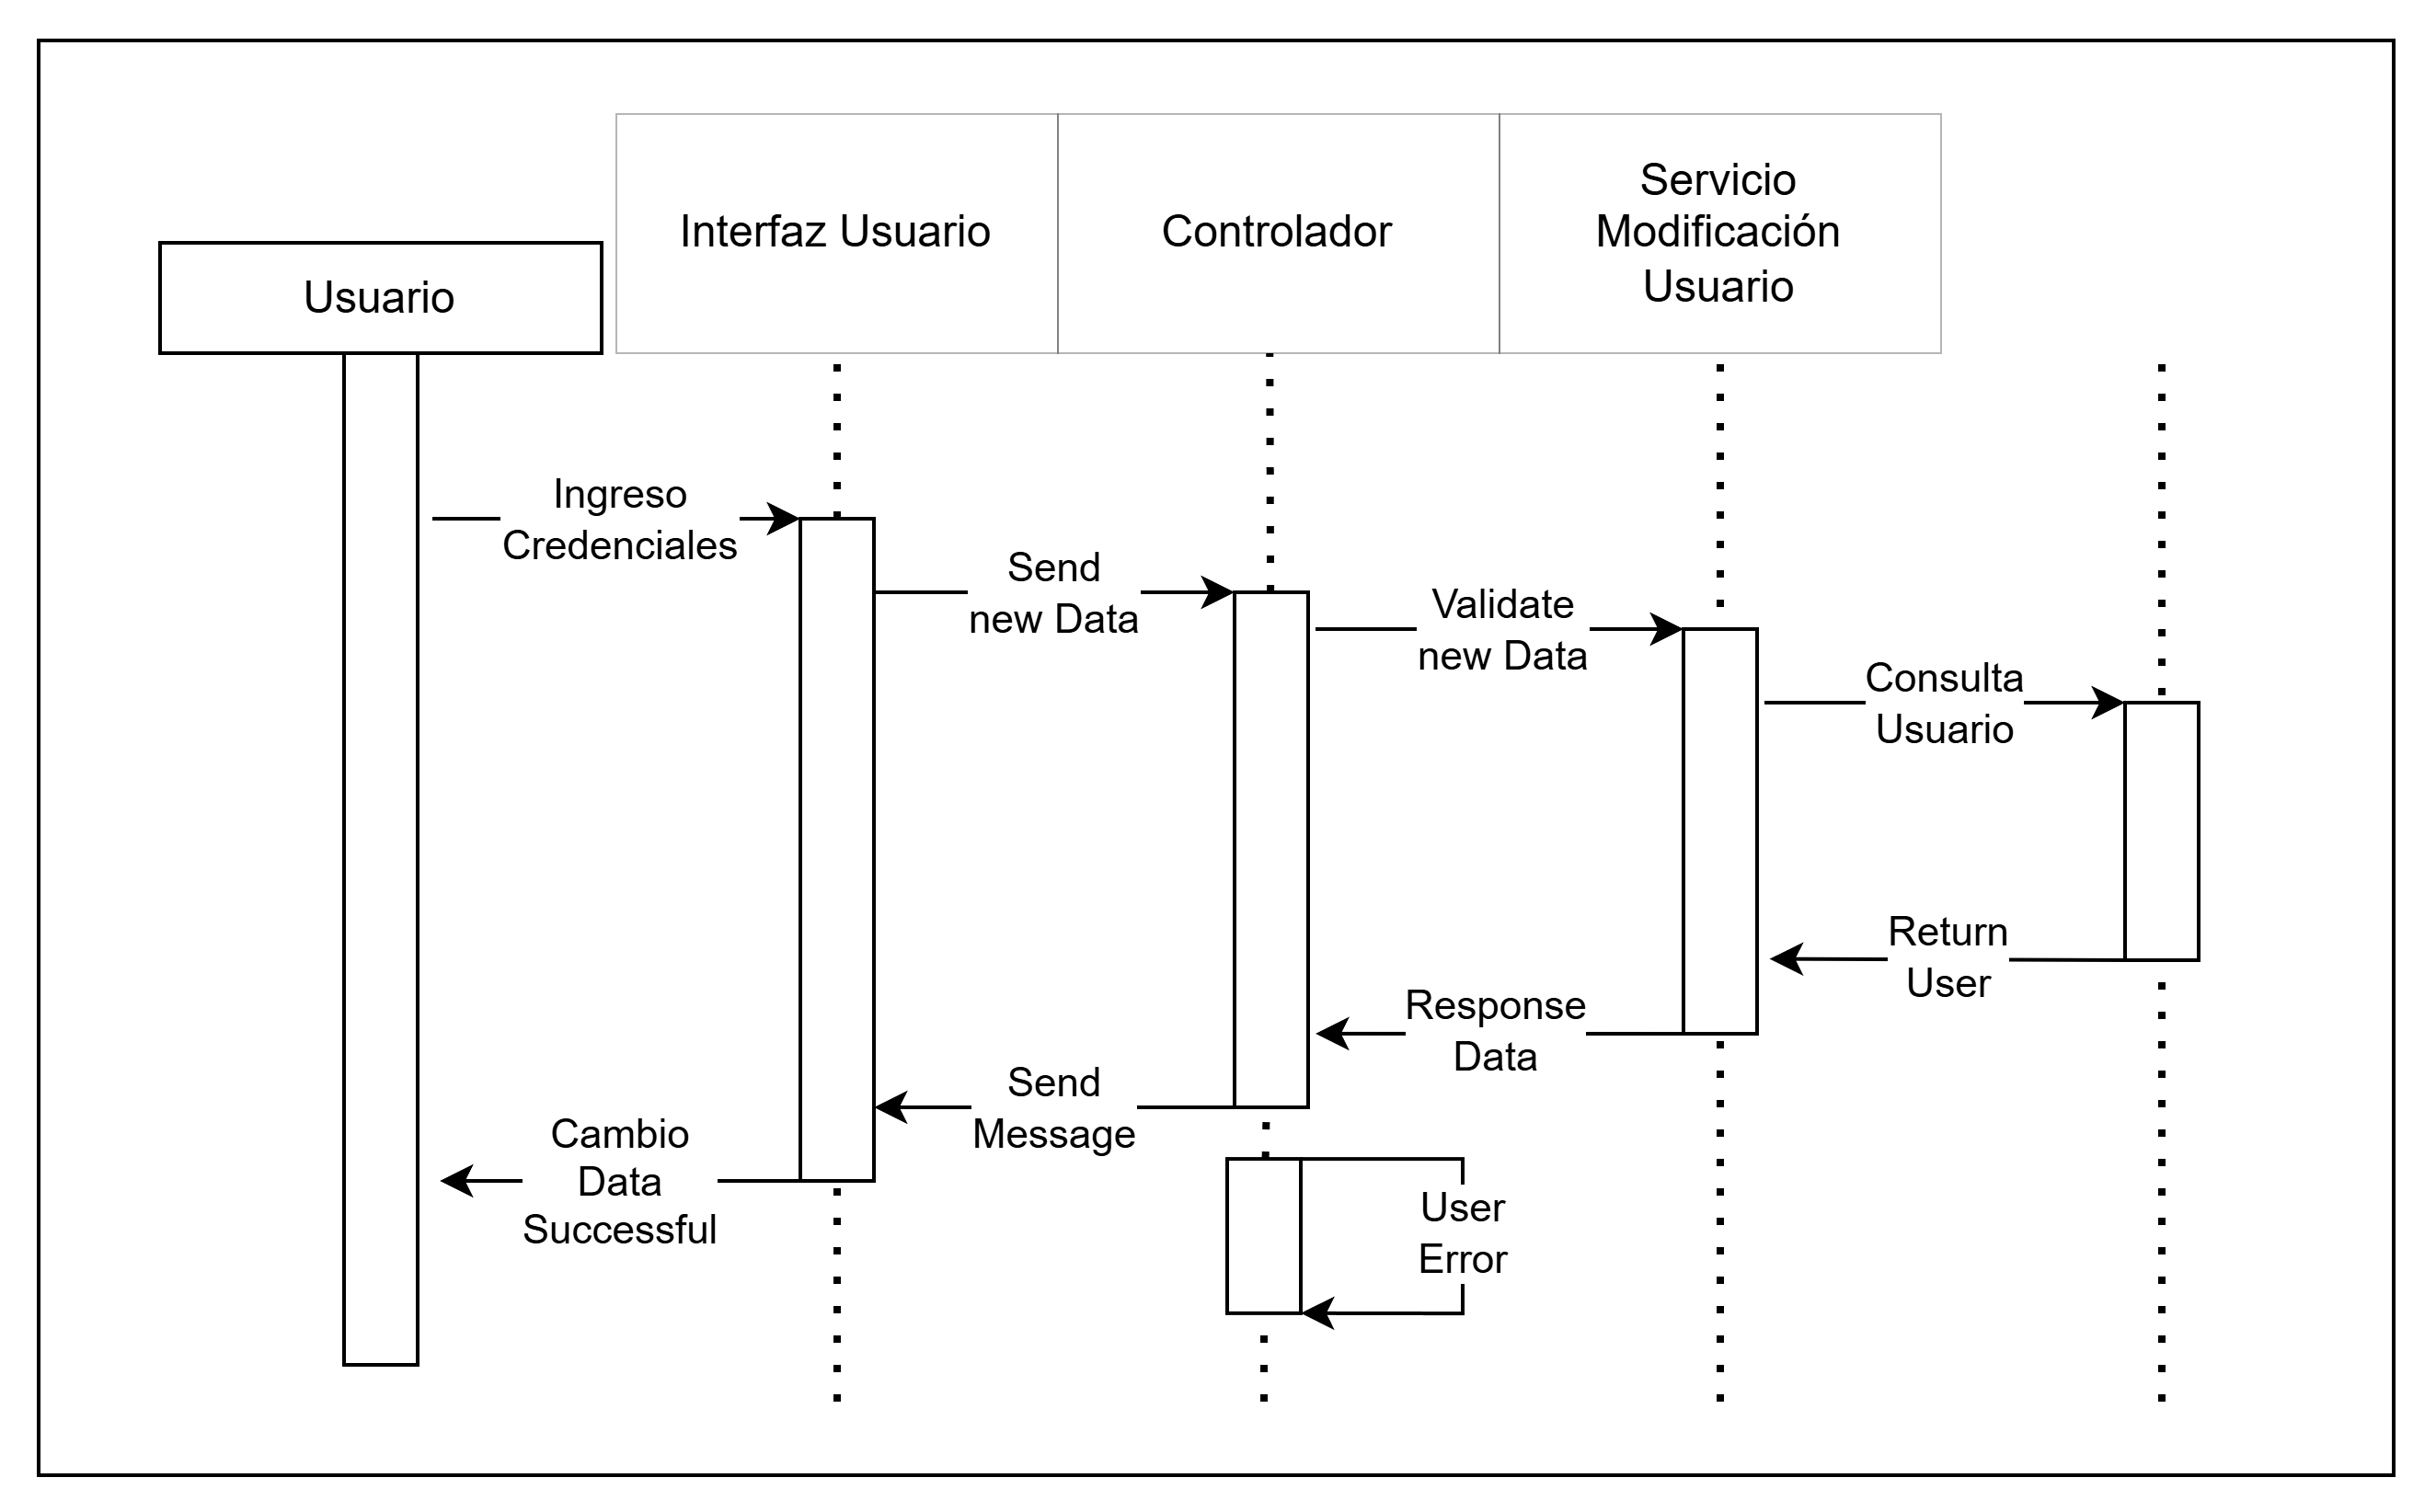 Usuario
Interfaz Usuario
Controlador
Servicio
Modificación
Usuario
Ingreso
Credenciales
Send
new Data
Validate
new Data
Consulta
Usuario
Return
User
Response
Data
Send
Message
Cambio
Data
Successful
User
Error